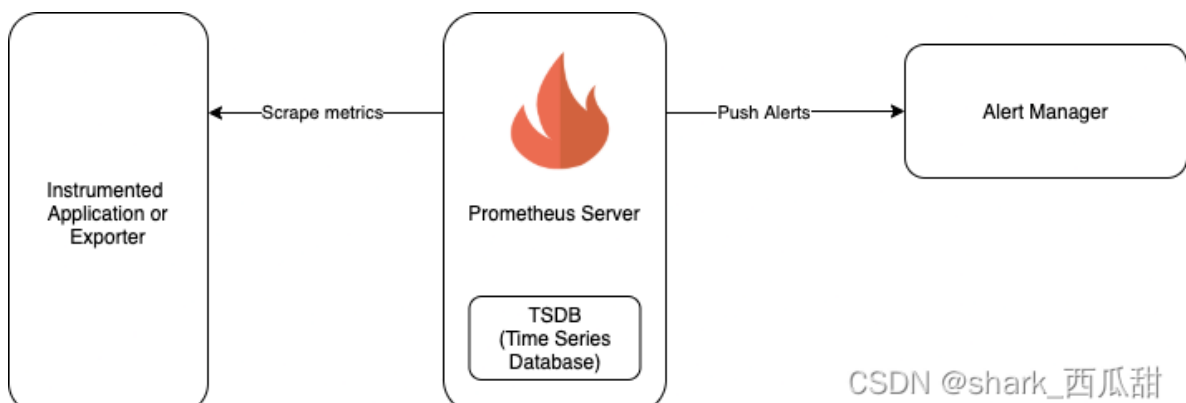 Instrumented
Application or
Exporter
Scrape metrics
Prometheus Server
TSDB
(Time Series
Database)
Push Alerts
Alert Manager
CSDN @shark_西瓜甜